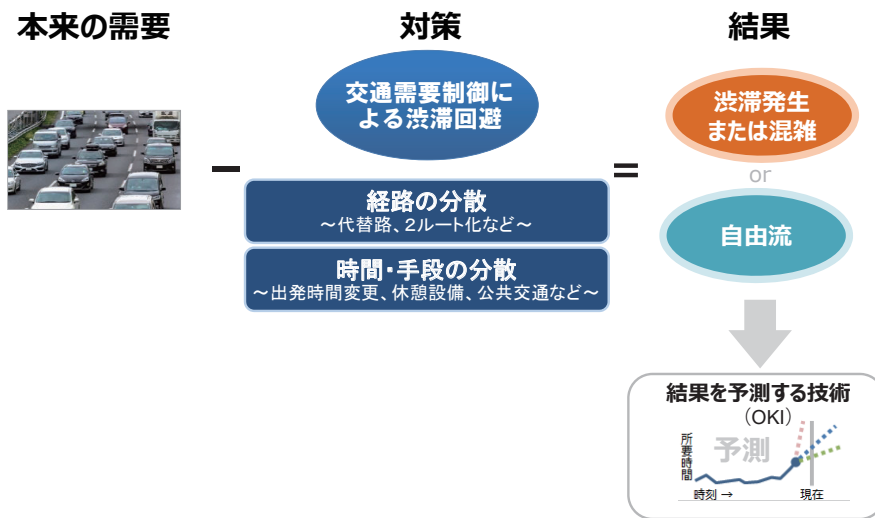 本来の需要
対策
結果
交通需要制御に
よる渋滞回避
渋滞発生
または混雑
－
＝
or
経路の分散
～代替路、2ルート化など～
自由流
時間・手段の分散
～出発時間変更、休憩設備、公共交通など～
結果を予測する技術
（OKI）
所要時間
予測
時刻 →
現在